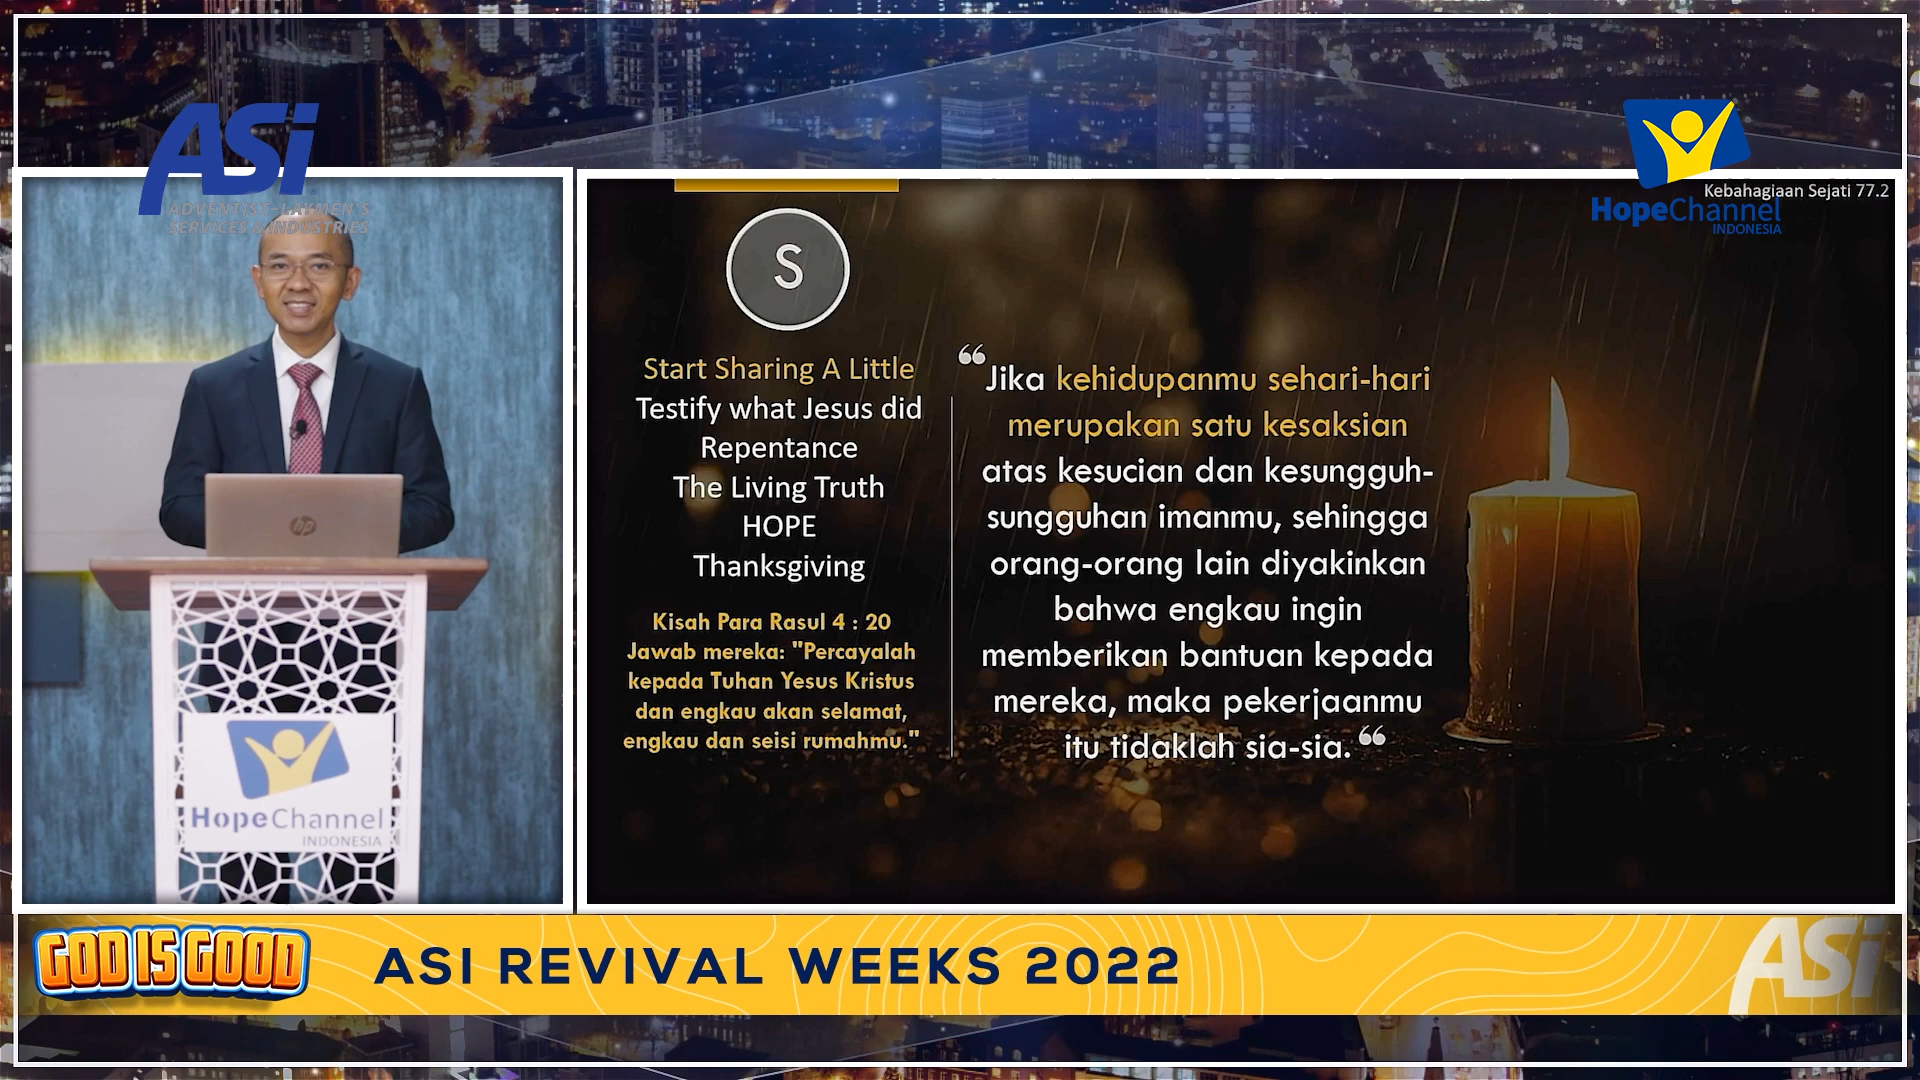 ASi
ADVENTIST-LAYMEN'S
SERVICES & INDUSTRIES
HopeChannel
INDONESIA
Kebahagiaan Sejati 77.2
S
Start Sharing A Little
Testify what Jesus did
Repentance
The Living Truth
HOPE
Thanksgiving
Kisah Para Rasul 4 : 20
Jawab mereka: "Percayalah
kepada Tuhan Yesus Kristus
dan engkau akan selamat,
engkau dan seisi rumahmu."
“Jika kehidupanmu sehari-hari
merupakan satu kesaksian
atas kesucian dan kesungguh-
sungguhan imanmu, sehingga
orang-orang lain diyakinkan
bahwa engkau ingin
memberikan bantuan kepada
mereka, maka pekerjaanmu
itu tidaklah sia-sia.“
hp
HopeChannel
INDONESIA
GOD IS GOOD
ASI REVIVAL WEEKS 2022
ASi